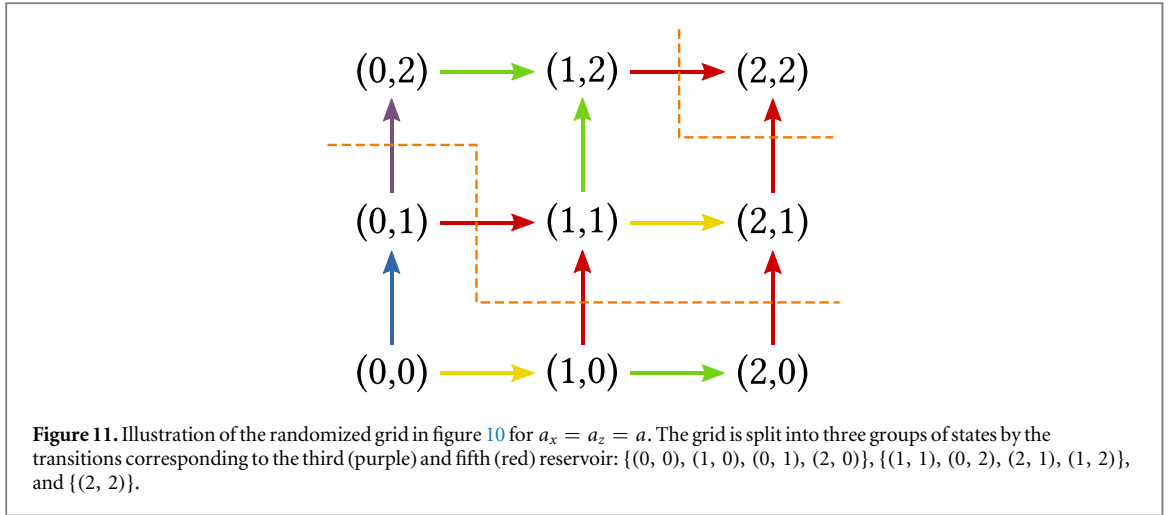 (0,2) (1,2) (2,2)
(0,1) (1,1) (2,1)
(0,0) (1,0) (2,0)
Figure 11. Illustration of the randomized grid in figure 10 for aₓ = a_z = a. The grid is split into three groups of states by the
transitions corresponding to the third (purple) and fifth (red) reservoir: {(0, 0), (1, 0), (0, 1), (2, 0)}, {(1, 1), (0, 2), (2, 1), (1, 2)},
and {(2, 2)}.